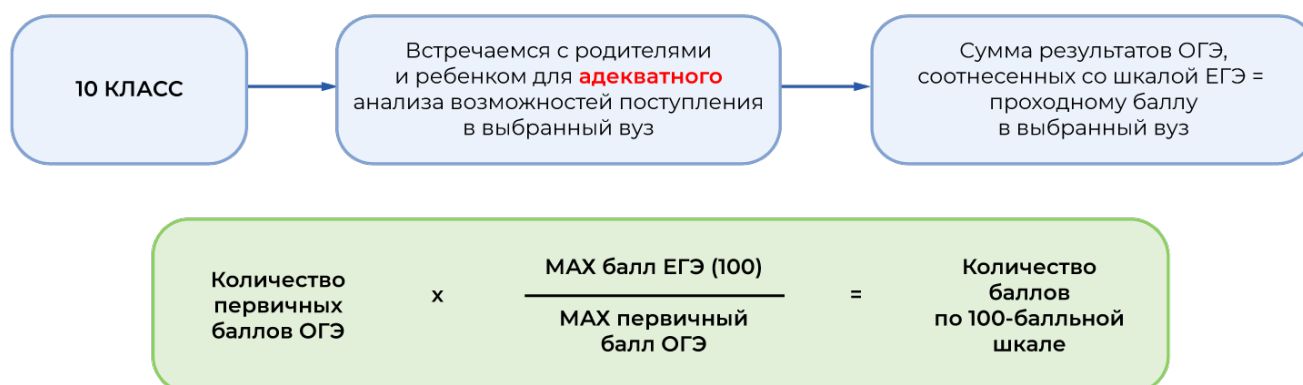 10 КЛАСС
Встречаемся с родителями
и ребенком для адекватного
анализа возможностей поступления
в выбранный вуз
Сумма результатов ОГЭ,
соотнесенных со шкалой ЕГЭ =
проходному баллу
в выбранный вуз
Количество
первичных
баллов ОГЭ
x
MAX балл ЕГЭ (100)
MAX первичный
балл ОГЭ
=
Количество
баллов
по 100-балльной
шкале